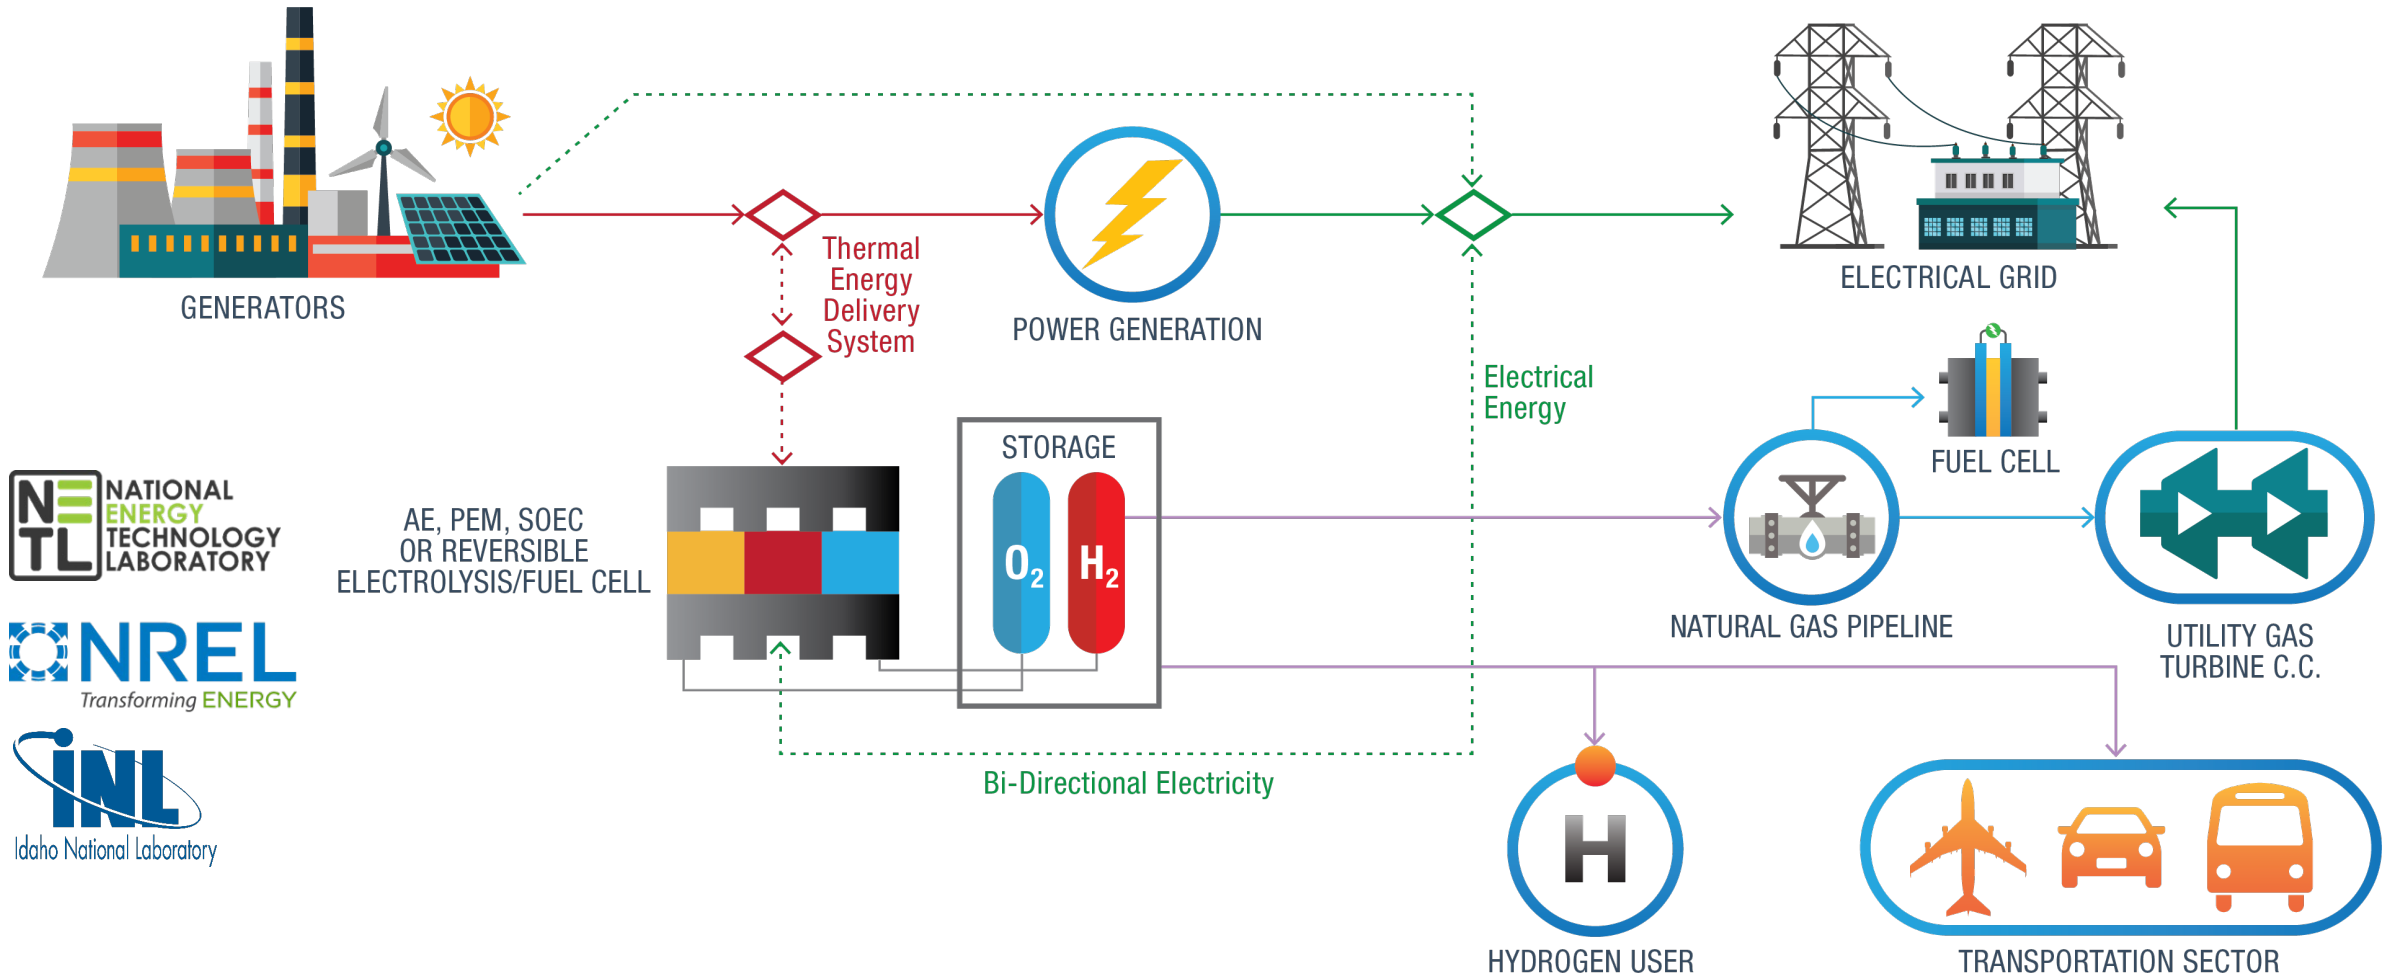 GENERATORS
Thermal
Energy
Delivery
System
POWER GENERATION
ELECTRICAL GRID
Electrical
Energy
FUEL CELL
STORAGE
O2
H2
AE, PEM, SOEC
OR REVERSIBLE
ELECTROLYSIS/FUEL CELL
NATURAL GAS PIPELINE
UTILITY GAS
TURBINE C.C.
Bi-Directional Electricity
H
HYDROGEN USER
TRANSPORTATION SECTOR
NE
TL
NATIONAL
ENERGY
TECHNOLOGY
LABORATORY
NREL
Transforming ENERGY
INL
Idaho National Laboratory